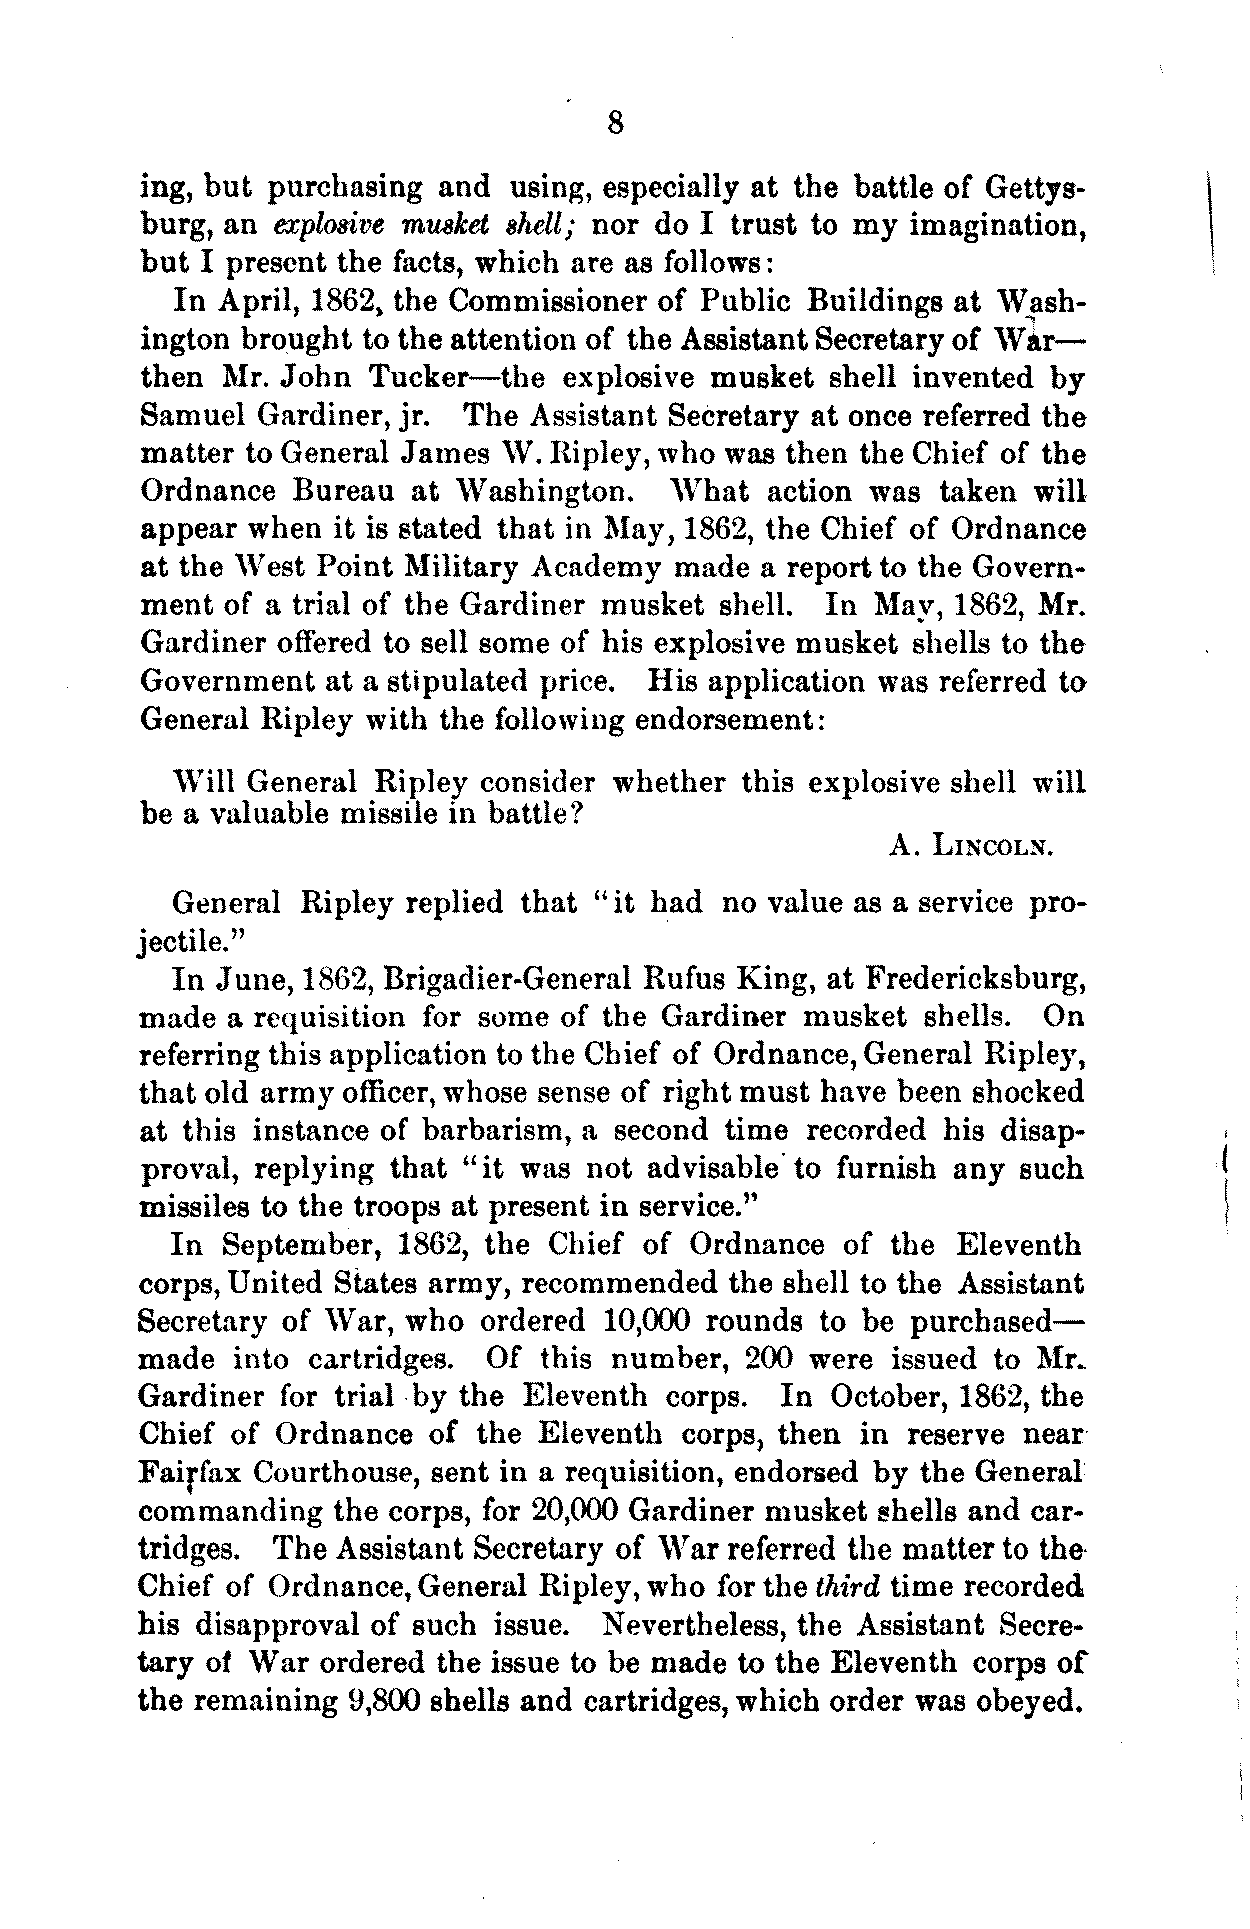 8
ing, but purchasing and using, especially at the battle of Gettys-
burg, an explosive musket shell; nor do I trust to my imagination,
but I present the facts, which are as follows:
In April, 1862, the Commissioner of Public Buildings at Wash-
ington brought to the attention of the Assistant Secretary of War—
then Mr. John Tucker—the explosive musket shell invented by
Samuel Gardiner, jr. The Assistant Secretary at once referred the
matter to General James W. Ripley, who was then the Chief of the
Ordnance Bureau at Washington. What action was taken will
appear when it is stated that in May, 1862, the Chief of Ordnance
at the West Point Military Academy made a report to the Govern-
ment of a trial of the Gardiner musket shell. In May, 1862, Mr.
Gardiner offered to sell some of his explosive musket shells to the
Government at a stipulated price. His application was referred to
General Ripley with the following endorsement:
Will General Ripley consider whether this explosive shell will
be a valuable missile in battle?
A. LINCOLN.
General Ripley replied that "it had no value as a service pro-
jectile."
In June, 1862, Brigadier-General Rufus King, at Fredericksburg,
made a requisition for some of the Gardiner musket shells. On
referring this application to the Chief of Ordnance, General Ripley,
that old army officer, whose sense of right must have been shocked
at this instance of barbarism, a second time recorded his disap-
proval, replying that "it was not advisable to furnish any such
missiles to the troops at present in service."
In September, 1862, the Chief of Ordnance of the Eleventh
corps, United States army, recommended the shell to the Assistant
Secretary of War, who ordered 10,000 rounds to be purchased—
made into cartridges. Of this number, 200 were issued to Mr.
Gardiner for trial by the Eleventh corps. In October, 1862, the
Chief of Ordnance of the Eleventh corps, then in reserve near
Fairfax Courthouse, sent in a requisition, endorsed by the General
commanding the corps, for 20,000 Gardiner musket shells and car-
tridges. The Assistant Secretary of War referred the matter to the
Chief of Ordnance, General Ripley, who for the third time recorded
his disapproval of such issue. Nevertheless, the Assistant Secre-
tary of War ordered the issue to be made to the Eleventh corps of
the remaining 9,800 shells and cartridges, which order was obeyed.